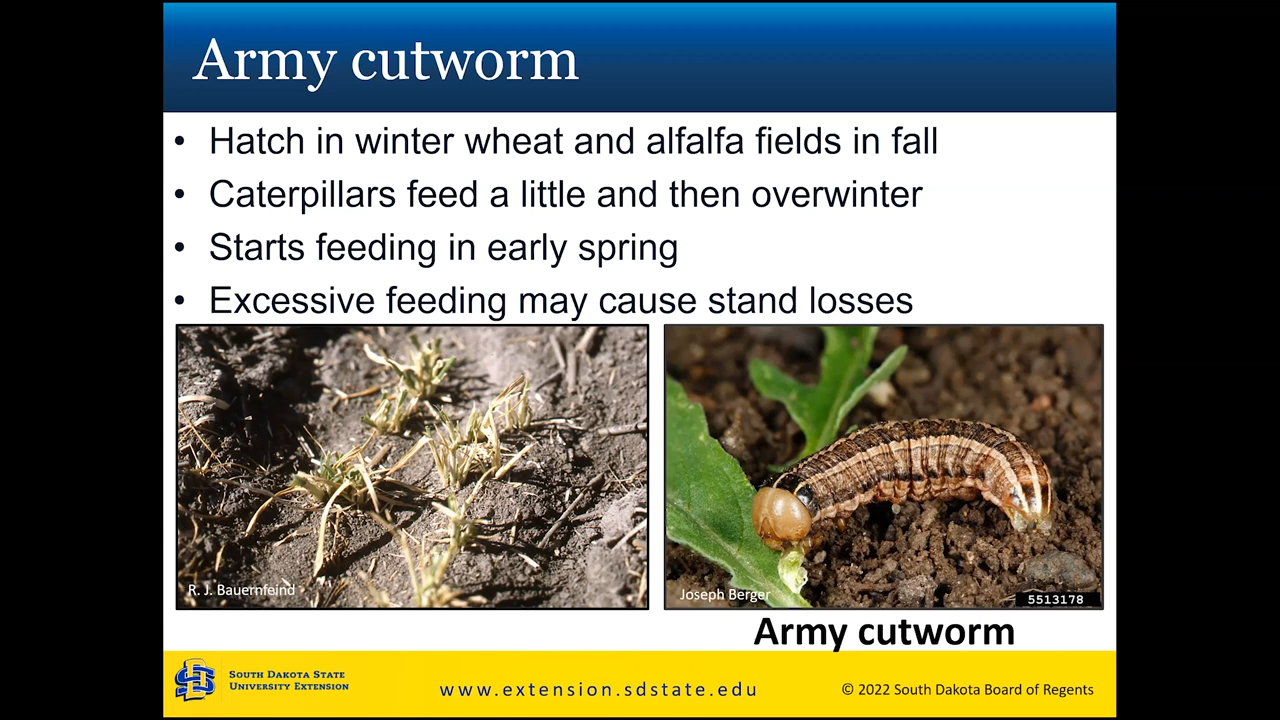 Army cutworm
• Hatch in winter wheat and alfalfa fields in fall
• Caterpillars feed a little and then overwinter
• Starts feeding in early spring
• Excessive feeding may cause stand losses
R. J. Bauernfeind
Joseph Berger
5513178
Army cutworm
SOUTH DAKOTA STATE
UNIVERSITY EXTENSION
www.extension.sdstate.edu
© 2022 South Dakota Board of Regents